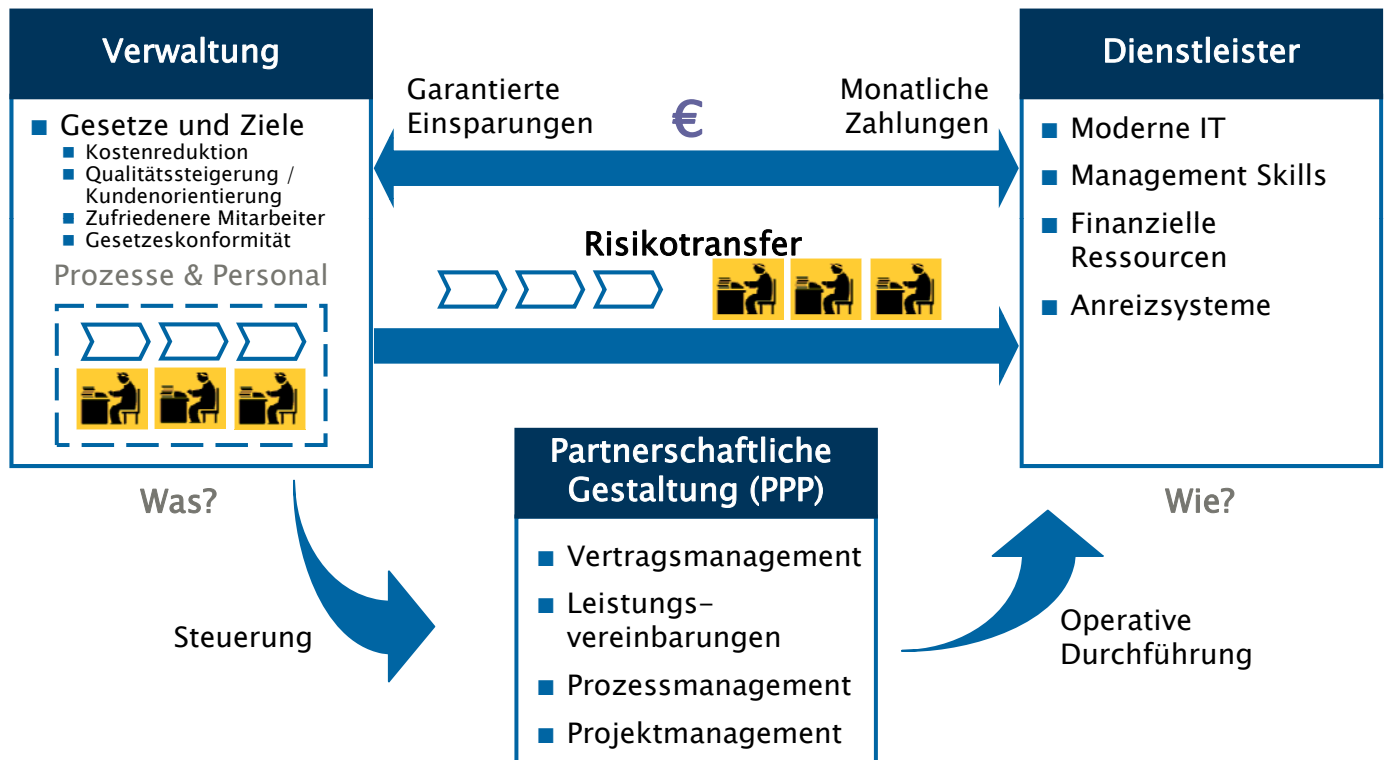 Verwaltung
Gesetze und Ziele
Kostenreduktion
Qualitätssteigerung /
Kundenorientierung
Zufriedenere Mitarbeiter
Gesetzeskonformität
Prozesse & Personal
Was?
Garantierte
Einsparungen
€
Monatliche
Zahlungen
Risikotransfer
Dienstleister
Moderne IT
Management Skills
Finanzielle
Ressourcen
Anreizsysteme
Wie?
Steuerung
Partnerschaftliche
Gestaltung (PPP)
Vertragsmanagement
Leistungs-
vereinbarungen
Prozessmanagement
Projektmanagement
Operative
Durchführung